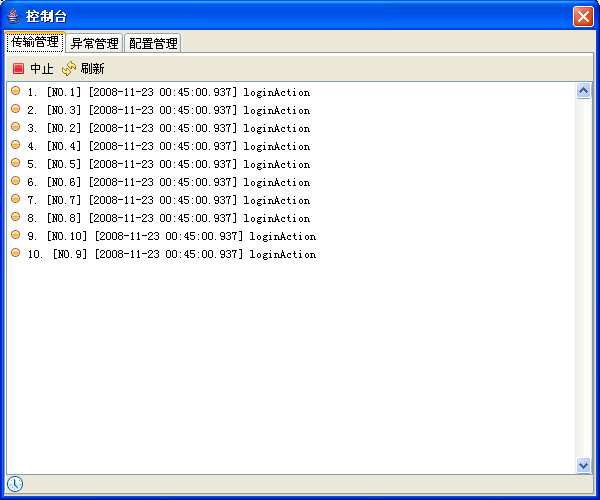 控制台
传输管理 异常管理 配置管理
中止 刷新
1. [NO.1] [2008-11-23 00:45:00.937] loginAction
2. [NO.3] [2008-11-23 00:45:00.937] loginAction
3. [NO.2] [2008-11-23 00:45:00.937] loginAction
4. [NO.4] [2008-11-23 00:45:00.937] loginAction
5. [NO.5] [2008-11-23 00:45:00.937] loginAction
6. [NO.6] [2008-11-23 00:45:00.937] loginAction
7. [NO.7] [2008-11-23 00:45:00.937] loginAction
8. [NO.8] [2008-11-23 00:45:00.937] loginAction
9. [NO.10] [2008-11-23 00:45:00.937] loginAction
10. [NO.9] [2008-11-23 00:45:00.937] loginAction